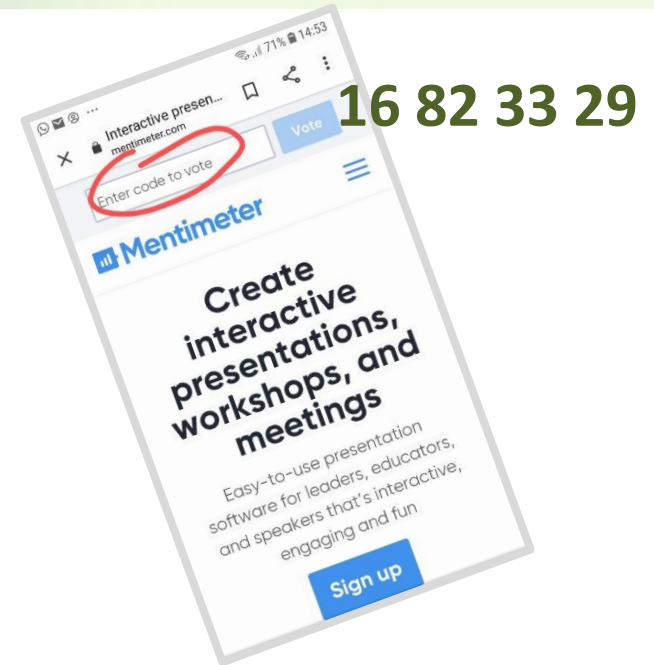 71% 14:53
Interactive presen...
mentimeter.com
Enter code to vote
Vote
16 82 33 29
Mentimeter
Create
interactive
presentations,
workshops, and
meetings
Easy-to-use presentation
software for leaders, educators,
and speakers that's interactive,
engaging and fun
Sign up